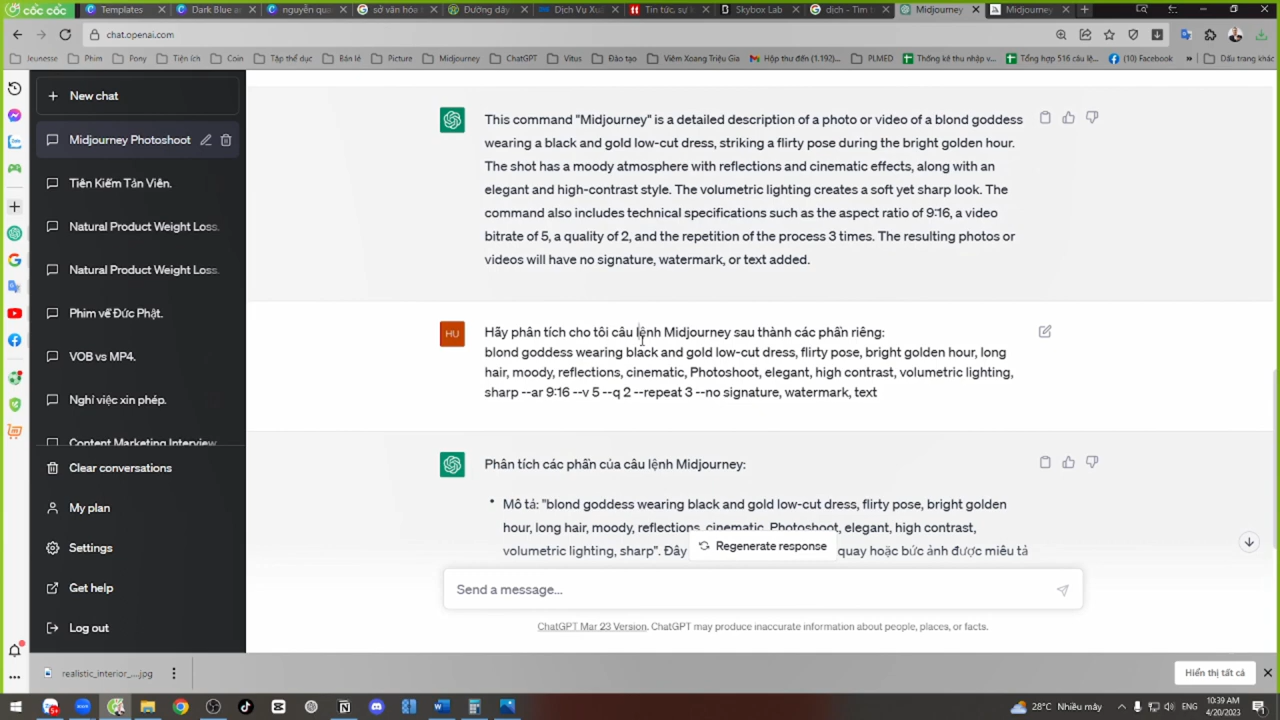 Templates
Dark Blue an
nguyên quá
sở văn hóa t
Đường dây
Dịch Vụ Xuấ
Tin tức, sự k
Skybox Lab
dich - Tìm t
Midjourney
Midjourney
chat.openai.com
Jeunesse
Phim
Pony
Tiện ích
Coin
Tập thể dục
Bán lẻ
Picture
Midjourney
ChatGPT
Vitus
Đào tạo
Viêm Xoang Triệu Gia
Hộp thư đến (1.192)...
PLMED
Thống kê thu nhập v...
Tổng hợp 516 câu lệ...
(10) Facebook
»
Dấu trang khác
+ New chat
Midjourney Photoshoot
Tiên Kiếm Tản Viên.
Natural Product Weight Loss.
Natural Product Weight Loss.
Phim về Đức Phật.
VOB vs MP4.
Nghỉ việc xin phép.
Content Marketing Interview
Clear conversations
My plan
Settings
Get help
Log out
This command "Midjourney" is a detailed description of a photo or video of a blond goddess
wearing a black and gold low-cut dress, striking a flirty pose during the bright golden hour.
The shot has a moody atmosphere with reflections and cinematic effects, along with an
elegant and high-contrast style. The volumetric lighting creates a soft yet sharp look. The
command also includes technical specifications such as the aspect ratio of 9:16, a video
bitrate of 5, a quality of 2, and the repetition of the process 3 times. The resulting photos or
videos will have no signature, watermark, or text added.
HU
Hãy phân tích cho tôi câu lệnh Midjourney sau thành các phần riêng:
blond goddess wearing black and gold low-cut dress, flirty pose, bright golden hour, long
hair, moody, reflections, cinematic, Photoshoot, elegant, high contrast, volumetric lighting,
sharp --ar 9:16 --v 5 --q 2 --repeat 3 --no signature, watermark, text
Phân tích các phần của câu lệnh Midjourney:
• Mô tả: "blond goddess wearing black and gold low-cut dress, flirty pose, bright golden
hour, long hair, moody, reflections, cinematic, Photoshoot, elegant, high contrast,
volumetric lighting, sharp". Đây quay hoặc bức ảnh được miêu tả
Regenerate response
Send a message...
ChatGPT Mar 23 Version. ChatGPT may produce inaccurate information about people, places, or facts.
realistic_interior_....jpg
Hiển thị tất cả
28°C Nhiều mây
ENG
10:39 AM
4/20/2023